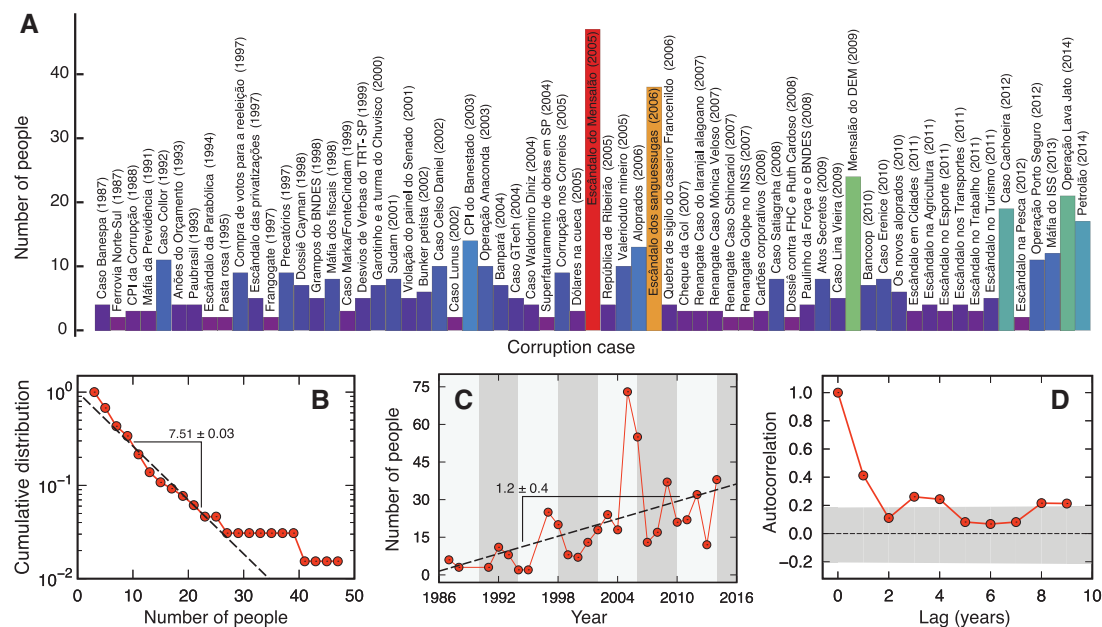 A
Number of people
40
30
20
10
0
Caso Banespa (1987)
Ferrovia Norte-Sul (1987)
CPI da Corrupção (1988)
Máfia da Previdência (1991)
Caso Collor (1992)
Anões do Orçamento (1993)
Paubrasil (1993)
Escândalo da Parabólica (1994)
Pasta rosa (1995)
Compra de votos para a reeleição (1997)
Escândalo das privatizações (1997)
Frangogate (1997)
Precatórios (1997)
Dossiê Cayman (1998)
Grampos do BNDES (1998)
Máfia dos fiscais (1998)
Caso Marka/FonteCindam (1999)
Desvios de Verbas do TRT-SP (1999)
Garotinho e a turma do Chuvisco (2000)
Sudam (2001)
Violação do painel do Senado (2001)
Bunker petista (2002)
Caso Celso Daniel (2002)
Caso Lunus (2002)
CPI do Banestado (2003)
Operação Anaconda (2003)
Banpará (2004)
Caso GTech (2004)
Caso Waldomiro Diniz (2004)
Superfaturamento de obras em SP (2004)
Corrupção nos Correios (2005)
Dolares na cueca (2005)
Escândalo do Mensalão (2005)
República de Ribeirão (2005)
Valerioduto mineiro (2005)
Aloprados (2006)
Escândalo dos sanguessugas (2006)
Quebra de sigilo do caseiro Francenildo (2006)
Cheque da Gol (2007)
Renangate Caso do laranjal alagoano (2007)
Renangate Caso Mônica Veloso (2007)
Renangate Caso Schincariol (2007)
Renangate Golpe no INSS (2007)
Cartões corporativos (2008)
Caso Satiagraha (2008)
Dossiê contra FHC e Ruth Cardoso (2008)
Paulinho da Força e o BNDES (2008)
Atos Secretos (2009)
Caso Lina Vireira (2009)
Mensalão do DEM (2009)
Bancoop (2010)
Caso Erenice (2010)
Os novos aloprados (2010)
Escândalo em Cidades (2011)
Escândalo na Agricultura (2011)
Escândalo no Esporte (2011)
Escândalo nos Transportes (2011)
Escândalo no Trabalho (2011)
Escândalo no Turismo (2011)
Caso Cachoeira (2012)
Escândalo na Pesca (2012)
Operação Porto Seguro (2012)
Máfia do ISS (2013)
Operação Lava Jato (2014)
Petrolão (2014)
Corruption case
B
Cumulative distribution
10⁰
10⁻¹
10⁻²
7.51 ± 0.03
0 10 20 30 40 50
Number of people
C
Number of people
75
60
45
30
15
0
1.2 ± 0.4
1986 1992 1998 2004 2010 2016
Year
D
Autocorrelation
1.0
0.8
0.6
0.4
0.2
0.0
−0.2
0 2 4 6 8 10
Lag (years)